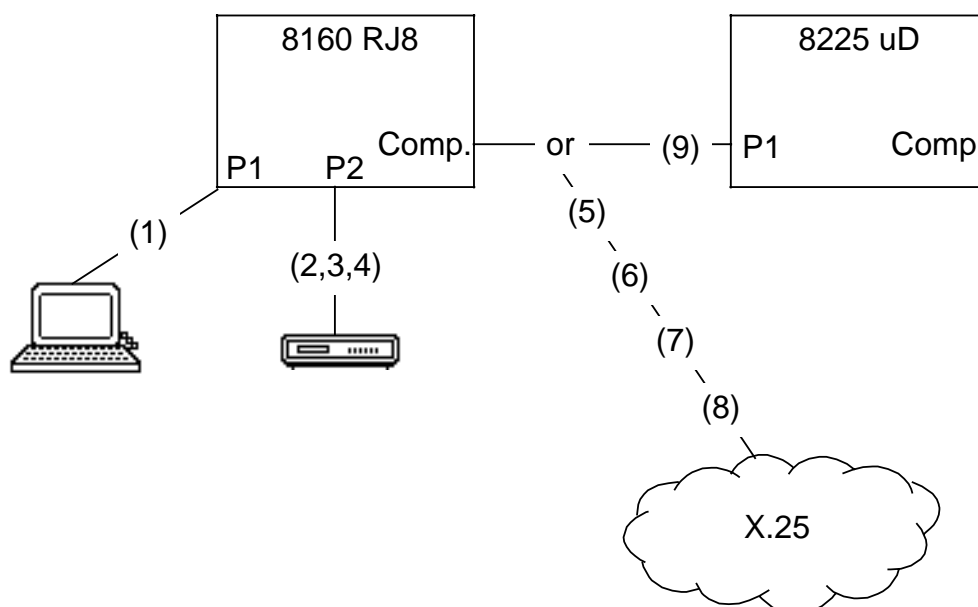 8160 RJ8
8225 uD
Comp.
or
(9)
P1
Comp
P1
P2
(1)
(5)
(2,3,4)
(6)
(7)
(8)
X.25